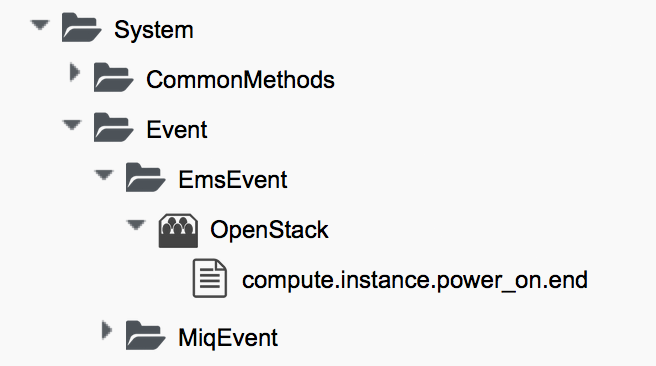 System
CommonMethods
Event
EmsEvent
OpenStack
compute.instance.power_on.end
MiqEvent